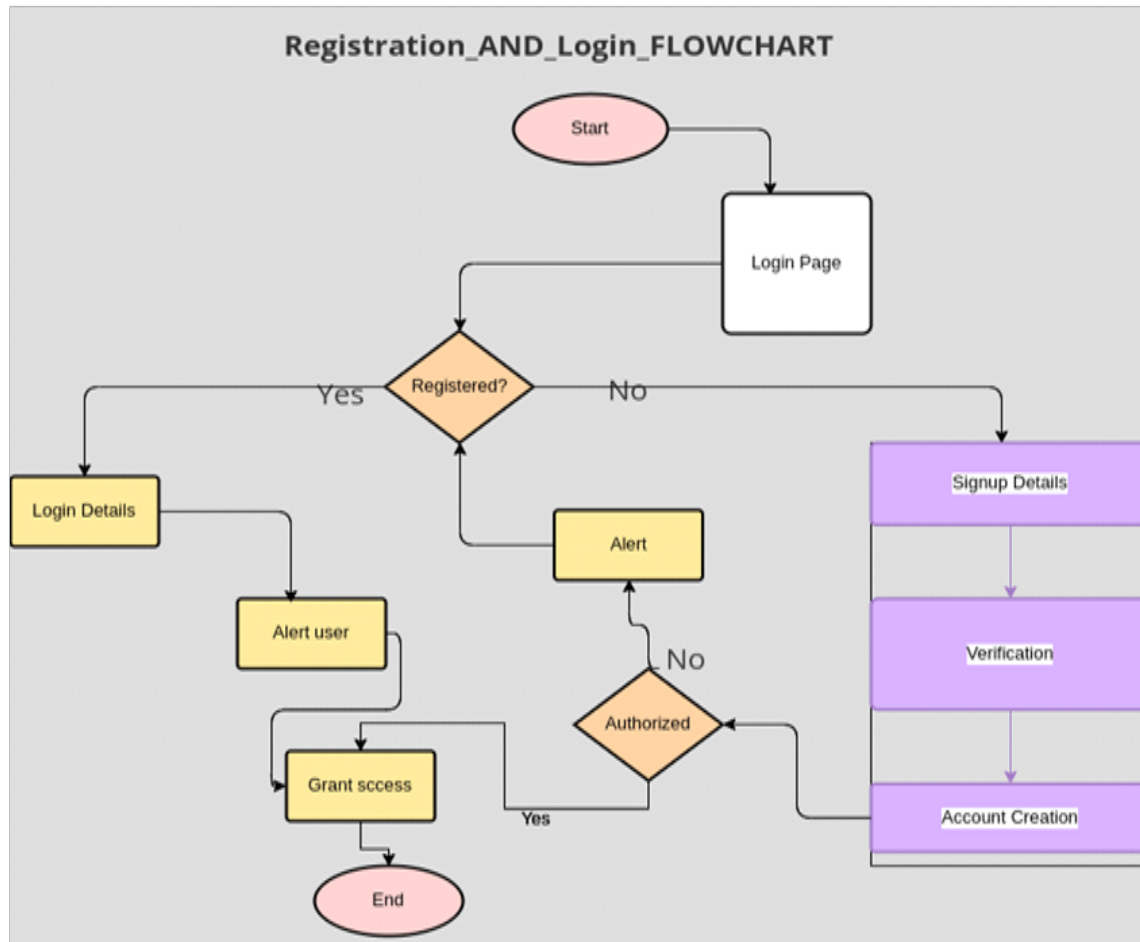 Registration_AND_Login_FLOWCHART
Start
Login Page
Registered?
Yes
No
Signup Details
Login Details
Alert
Alert user
Verification
No
Authorized
Grant sccess
Yes
Account Creation
End